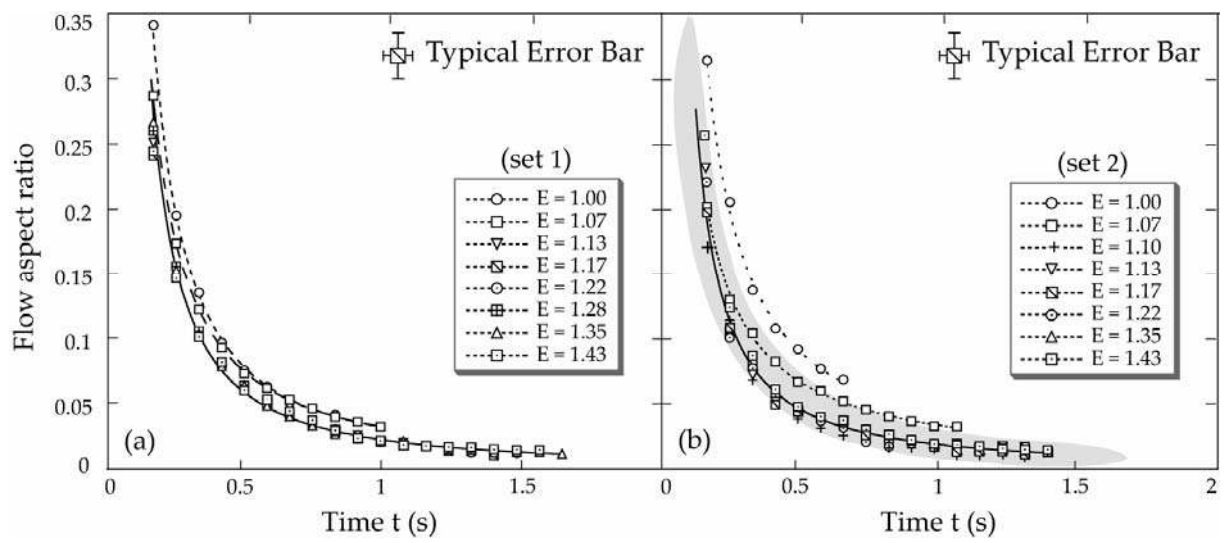 0.35
0.3
0.25
0.2
0.15
0.1
0.05
0
Flow aspect ratio
Typical Error Bar
(set 1)
E = 1.00
E = 1.07
E = 1.13
E = 1.17
E = 1.22
E = 1.28
E = 1.35
E = 1.43
(a)
0.5
1
1.5
Time t (s)
Typical Error Bar
(set 2)
E = 1.00
E = 1.07
E = 1.10
E = 1.13
E = 1.17
E = 1.22
E = 1.35
E = 1.43
(b)
0.5
1
1.5
2
Time t (s)